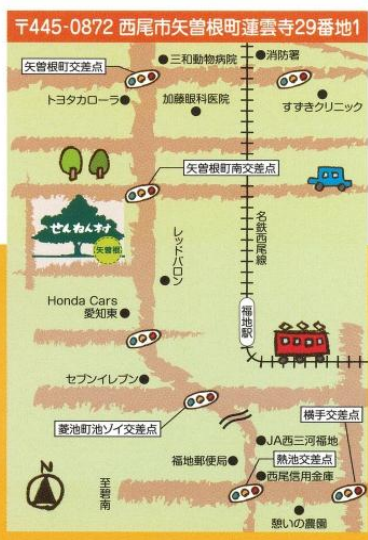 〒445-0872 西尾市矢曽根町蓮雲寺29番地1
三和動物病院
消防署
矢曽根町交差点
トヨタカローラ
加藤眼科医院
すずきクリニック
矢曽根町南交差点
せんねん村
矢曽根
レッドバロン
名鉄西尾線
Honda Cars
愛知東
福地駅
セブンイレブン
菱池町池ゾイ交差点
横手交差点
JA西三河福地
福地郵便局
熱池交差点
西尾信用金庫
N
至碧南
憩いの農園